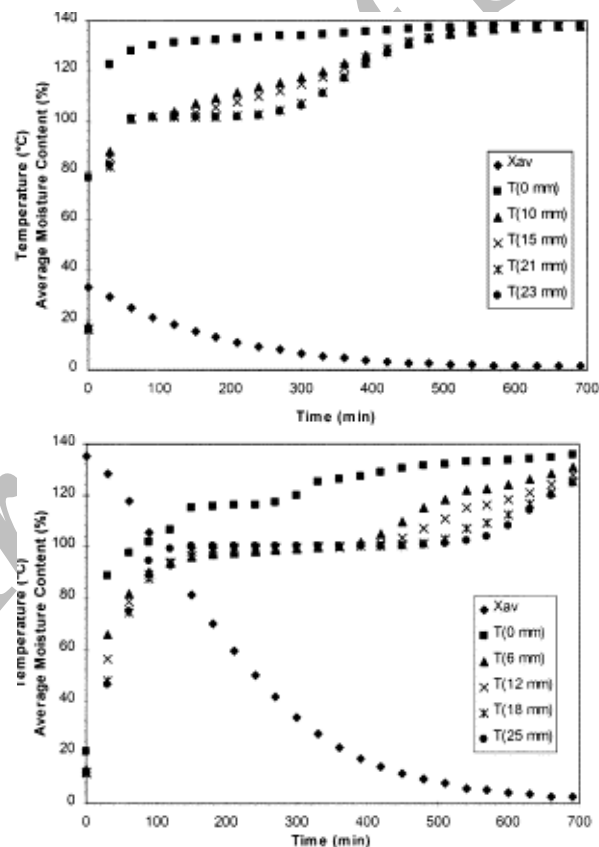 140
120
100
80
60
40
20
0
Temperature (°C)
Average Moisture Content (%)
Xav
T(0 mm)
T(10 mm)
T(15 mm)
T(21 mm)
T(23 mm)
0 100 200 300 400 500 600 700
Time (min)
140
120
100
80
60
40
20
0
Temperature (°C)
Average Moisture Content (%)
Xav
T(0 mm)
T(6 mm)
T(12 mm)
T(18 mm)
T(25 mm)
0 100 200 300 400 500 600 700
Time (min)